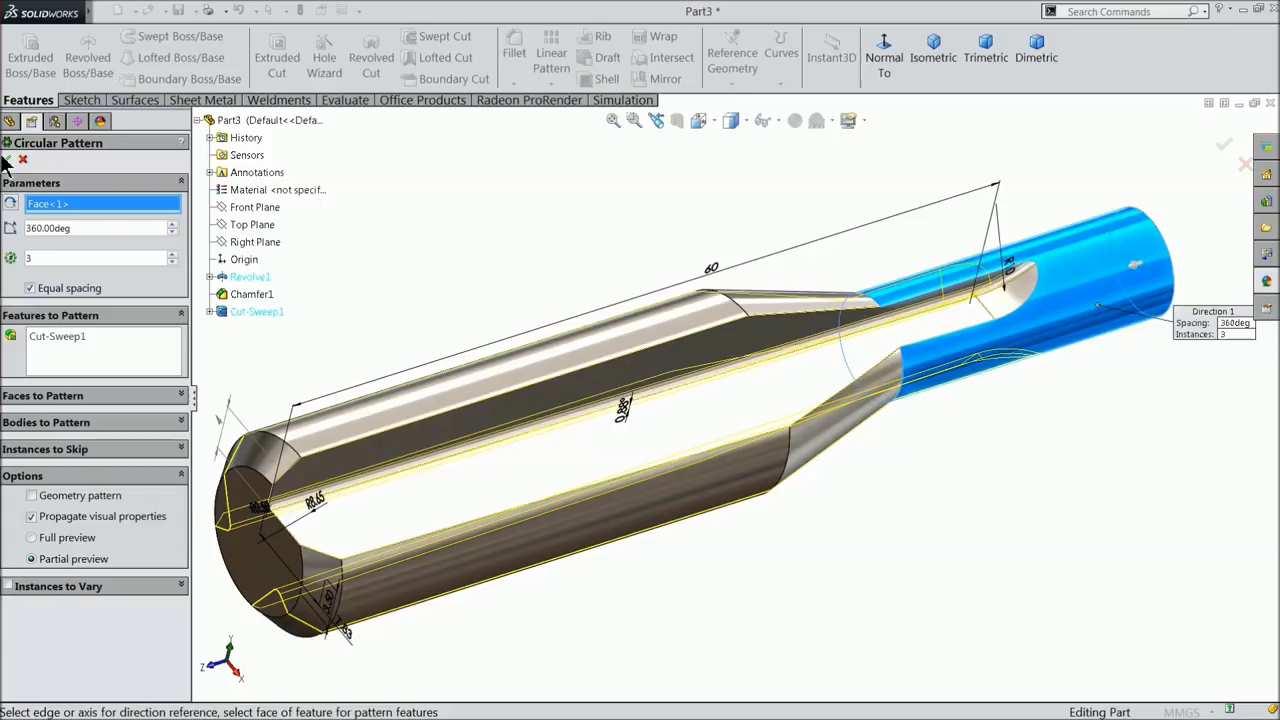 SOLIDWORKS
Part3 *
Search Commands
Extruded Boss/Base
Revolved Boss/Base
Swept Boss/Base
Lofted Boss/Base
Boundary Boss/Base
Extruded Cut
Hole Wizard
Revolved Cut
Swept Cut
Lofted Cut
Boundary Cut
Fillet
Linear Pattern
Rib
Draft
Shell
Wrap
Intersect
Mirror
Reference Geometry
Curves
Instant3D
Normal To
Isometric
Trimetric
Dimetric
Features
Sketch
Surfaces
Sheet Metal
Weldments
Evaluate
Office Products
Radeon ProRender
Simulation
Circular Pattern
Parameters
Face<1>
360.00deg
3
Equal spacing
Features to Pattern
Cut-Sweep1
Faces to Pattern
Bodies to Pattern
Instances to Skip
Options
Geometry pattern
Propagate visual properties
Full preview
Partial preview
Instances to Vary
Part3 (Default<<Defa...
History
Sensors
Annotations
Material <not specif...
Front Plane
Top Plane
Right Plane
Origin
Revolve1
Chamfer1
Cut-Sweep1
60
0.88°
R8.65
3.50
Direction 1
Spacing: 360deg
Instances: 3
Y
Z
X
Select edge or axis for direction reference, select face of feature for pattern features
Editing Part
MMGS